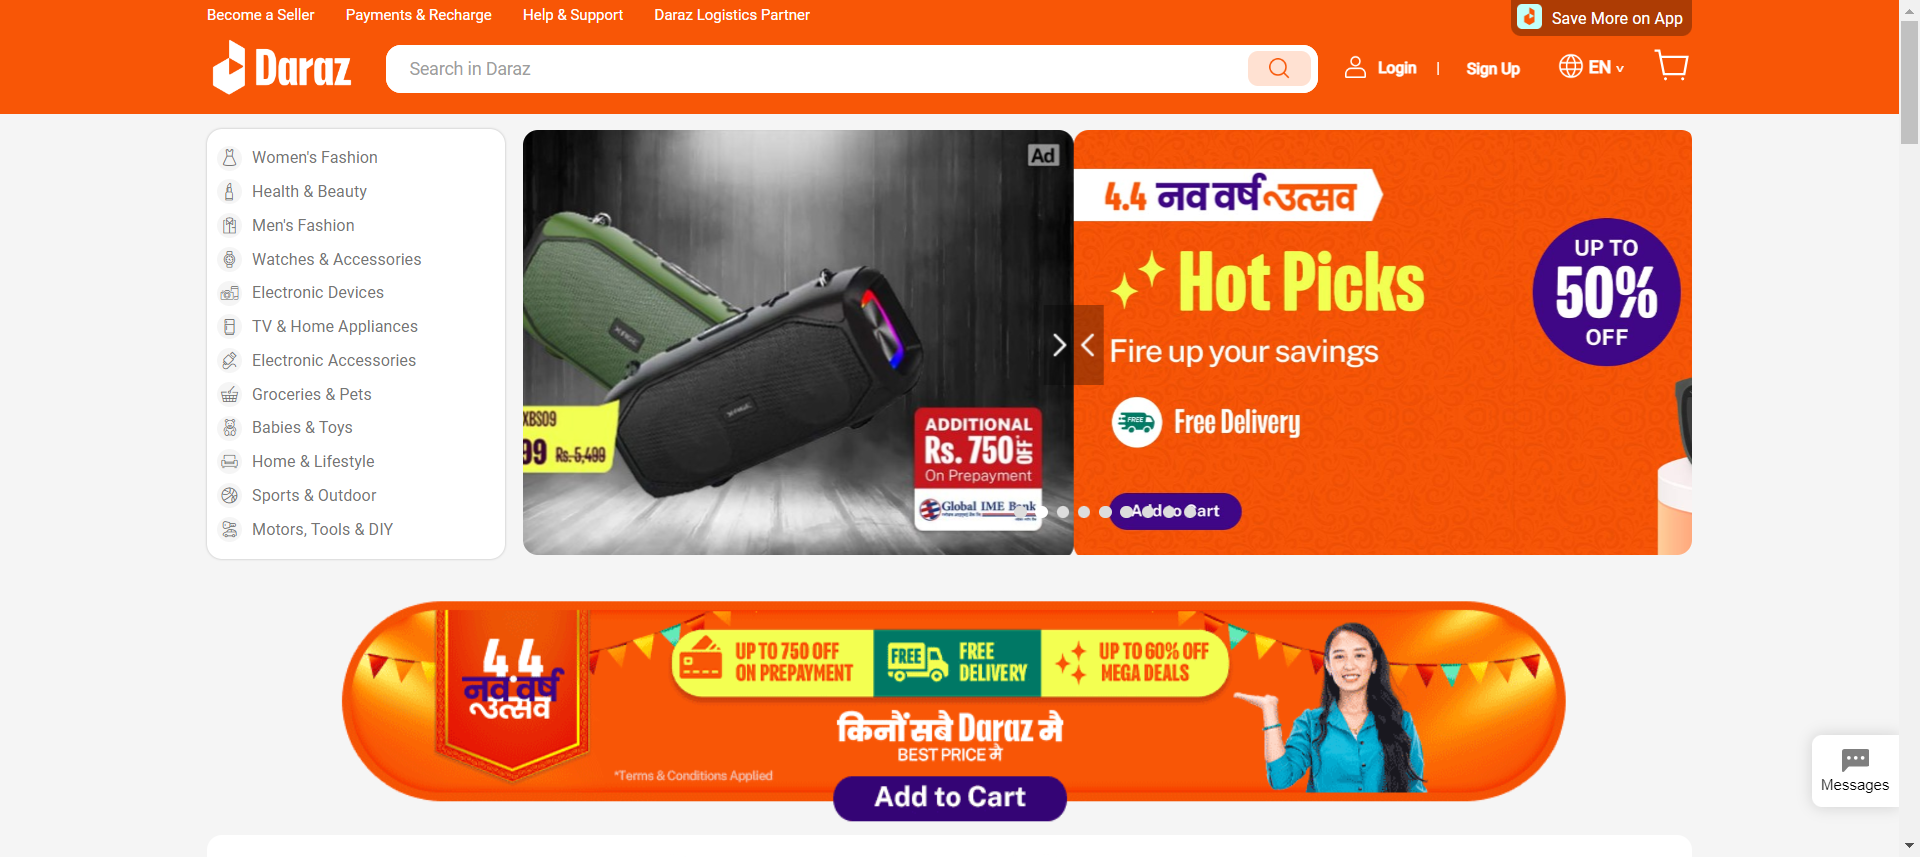 Become a Seller
Payments & Recharge
Help & Support
Daraz Logistics Partner
Save More on App
Daraz
Search in Daraz
Login
|
Sign Up
EN
Women's Fashion
Health & Beauty
Men's Fashion
Watches & Accessories
Electronic Devices
TV & Home Appliances
Electronic Accessories
Groceries & Pets
Babies & Toys
Home & Lifestyle
Sports & Outdoor
Motors, Tools & DIY
Ad
XBS09
99 Rs. 5,499
ADDITIONAL
Rs. 750 OFF
On Prepayment
Global IME Bank
4.4 नव वर्ष उत्सव
Hot Picks
Fire up your savings
FREE
Free Delivery
Add to Cart
UP TO
50%
OFF
4.4
नव वर्ष
उत्सव
UP TO 750 OFF
ON PREPAYMENT
FREE
FREE
DELIVERY
UP TO 60% OFF
MEGA DEALS
किनौं सबै Daraz मै
BEST PRICE मै
*Terms & Conditions Applied
Add to Cart
Messages